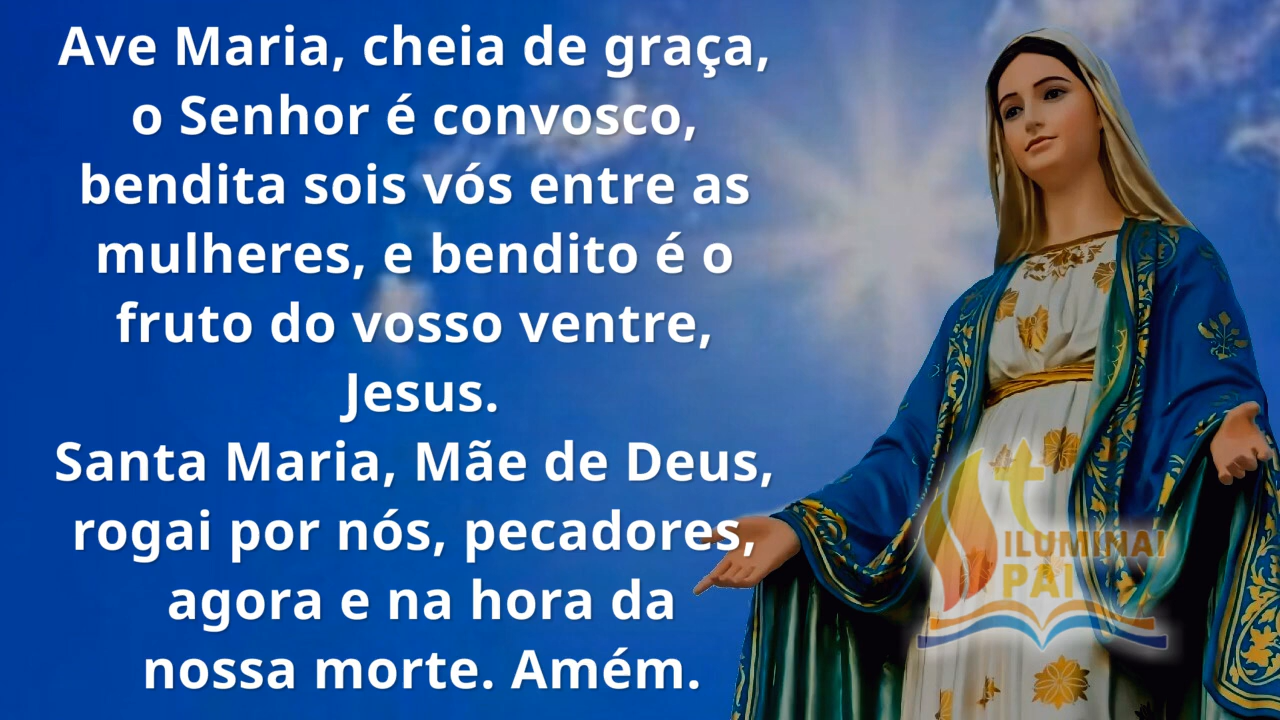 Ave Maria, cheia de graça,
o Senhor é convosco,
bendita sois vós entre as
mulheres, e bendito é o
fruto do vosso ventre,
Jesus.
Santa Maria, Mãe de Deus,
rogai por nós, pecadores,
agora e na hora da
nossa morte. Amém.
ILUMINAI
PAI